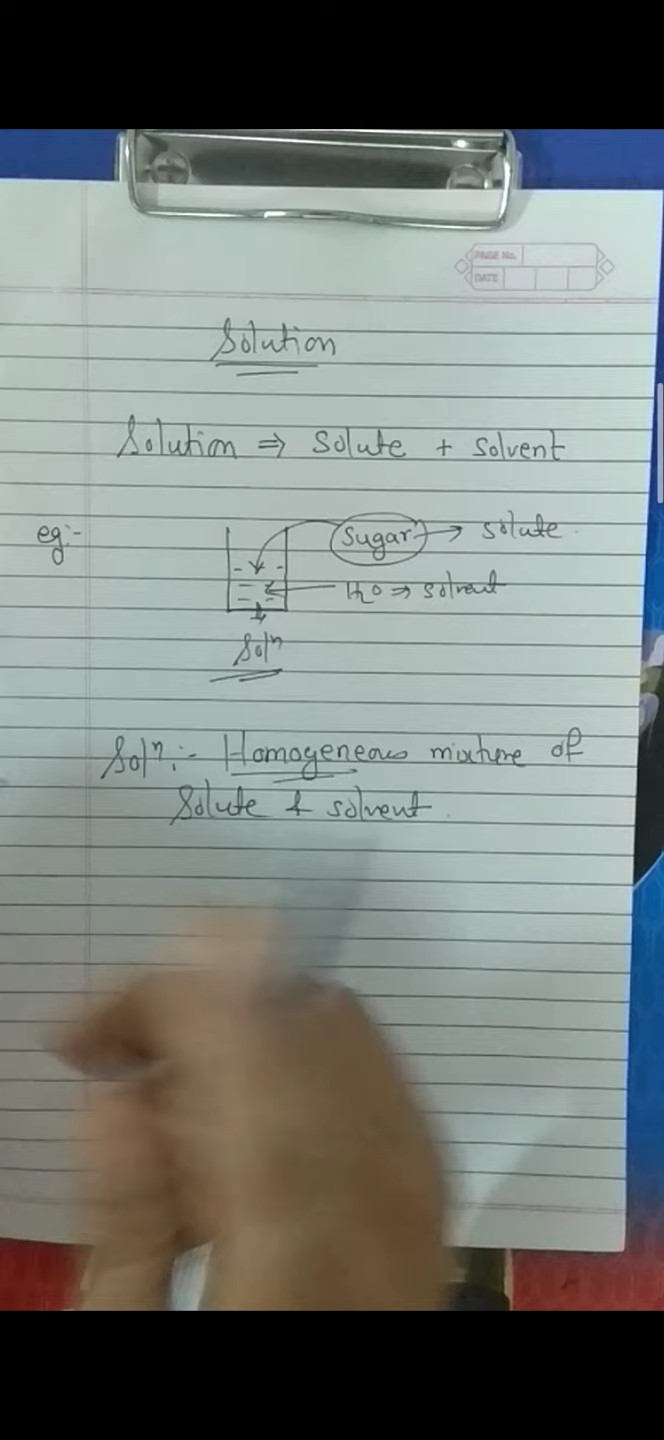 PAGE No.
DATE
Solution
Solution ⇒ Solute + Solvent
eg:- Sugar → solute.
H₂O ⇒ solvent
Solⁿ
Solⁿ:- Homogeneous mixture of
Solute & solvent.